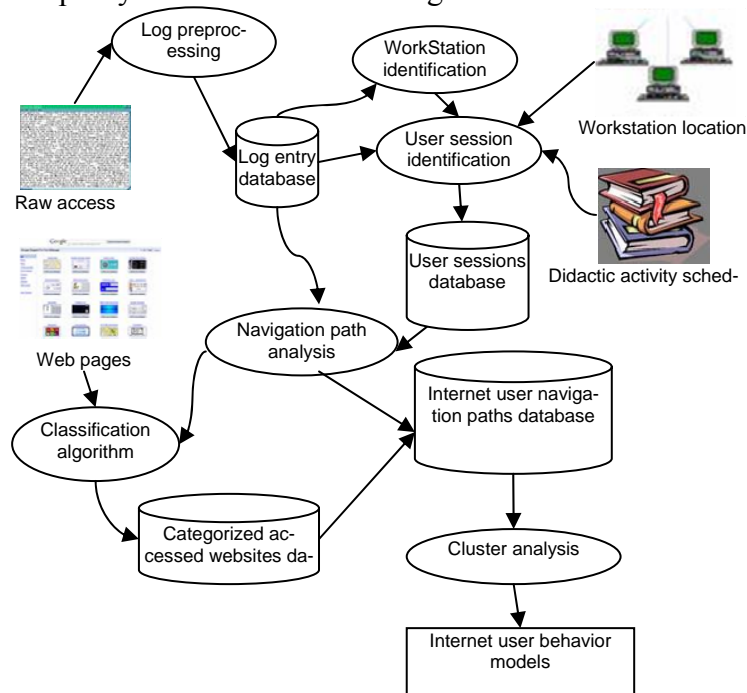 Log preproc-
essing
WorkStation
identification
Workstation location
Raw access
Log entry
database
User session
identification
Didactic activity sched-
User sessions
database
Web pages
Navigation path
analysis
Internet user naviga-
tion paths database
Classification
algorithm
Categorized ac-
cessed websites da-
Cluster analysis
Internet user behavior
models